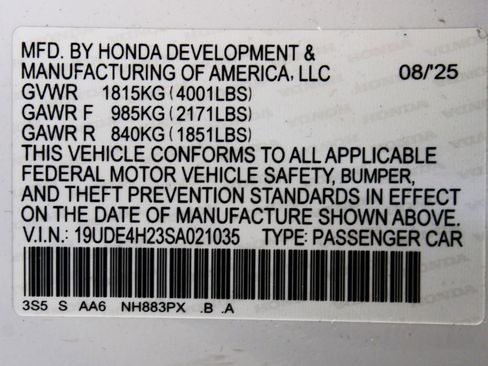 MFD. BY HONDA DEVELOPMENT &
MANUFACTURING OF AMERICA, LLC 08/'25
GVWR 1815KG (4001LBS)
GAWR F 985KG (2171LBS)
GAWR R 840KG (1851LBS)
THIS VEHICLE CONFORMS TO ALL APPLICABLE
FEDERAL MOTOR VEHICLE SAFETY, BUMPER,
AND THEFT PREVENTION STANDARDS IN EFFECT
ON THE DATE OF MANUFACTURE SHOWN ABOVE.
V.I.N.: 19UDE4H23SA021035 TYPE: PASSENGER CAR
3S5 S AA6 NH883PX .B .A